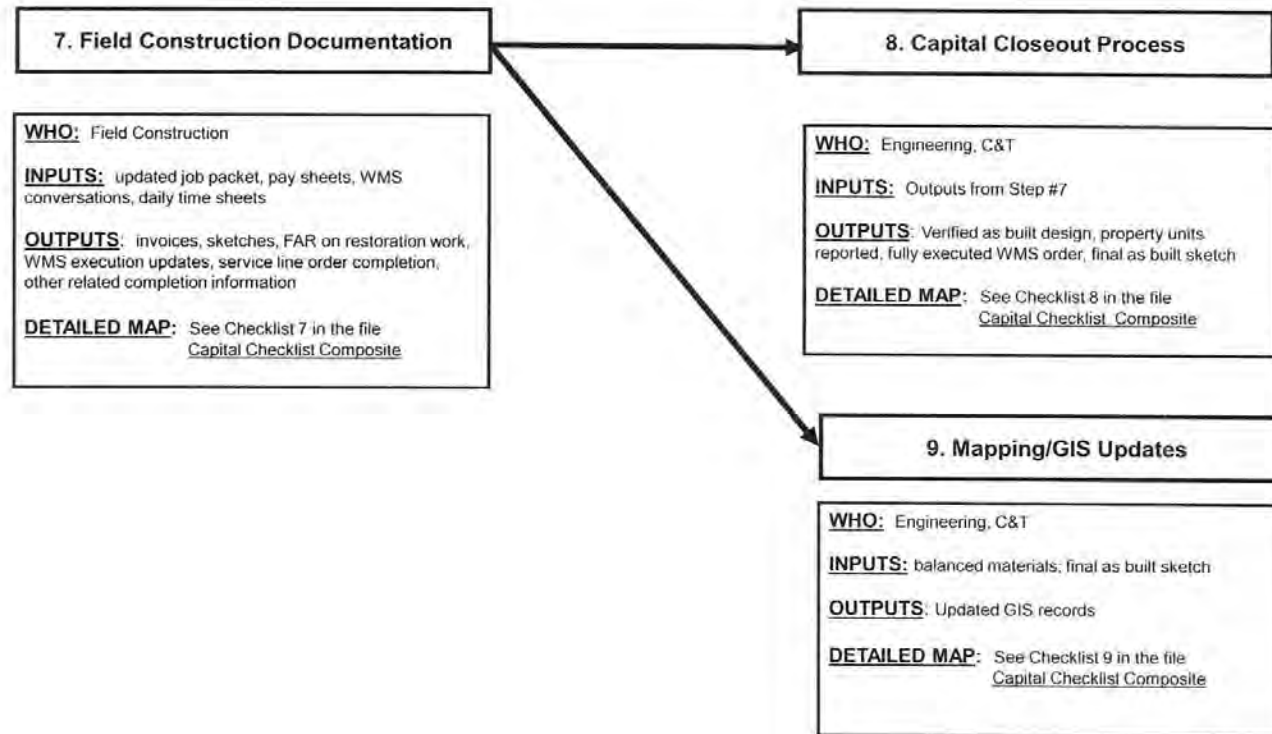 7. Field Construction Documentation
WHO: Field Construction
INPUTS: updated job packet, pay sheets, WMS
conversations, daily time sheets
OUTPUTS: invoices, sketches, FAR on restoration work,
WMS execution updates, service line order completion,
other related completion information
DETAILED MAP: See Checklist 7 in the file
Capital Checklist Composite
8. Capital Closeout Process
WHO: Engineering, C&T
INPUTS: Outputs from Step #7
OUTPUTS: Verified as built design, property units
reported, fully executed WMS order, final as built sketch
DETAILED MAP: See Checklist 8 in the file
Capital Checklist Composite
9. Mapping/GIS Updates
WHO: Engineering, C&T
INPUTS: balanced materials; final as built sketch
OUTPUTS: Updated GIS records
DETAILED MAP: See Checklist 9 in the file
Capital Checklist Composite